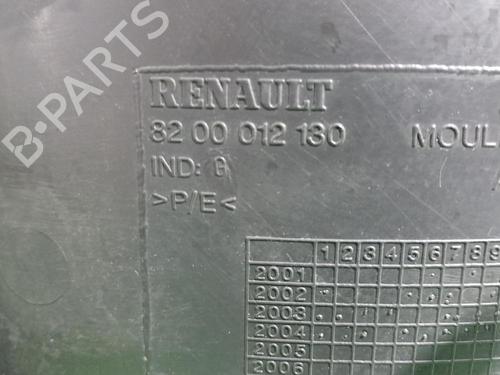 RENAULT
82 00 012 130 MOUL
IND: G
>P/E<
1 2 3 4 5 6 7 8 9
2001
2002
2003
2004
2005
2006
B-PARTS